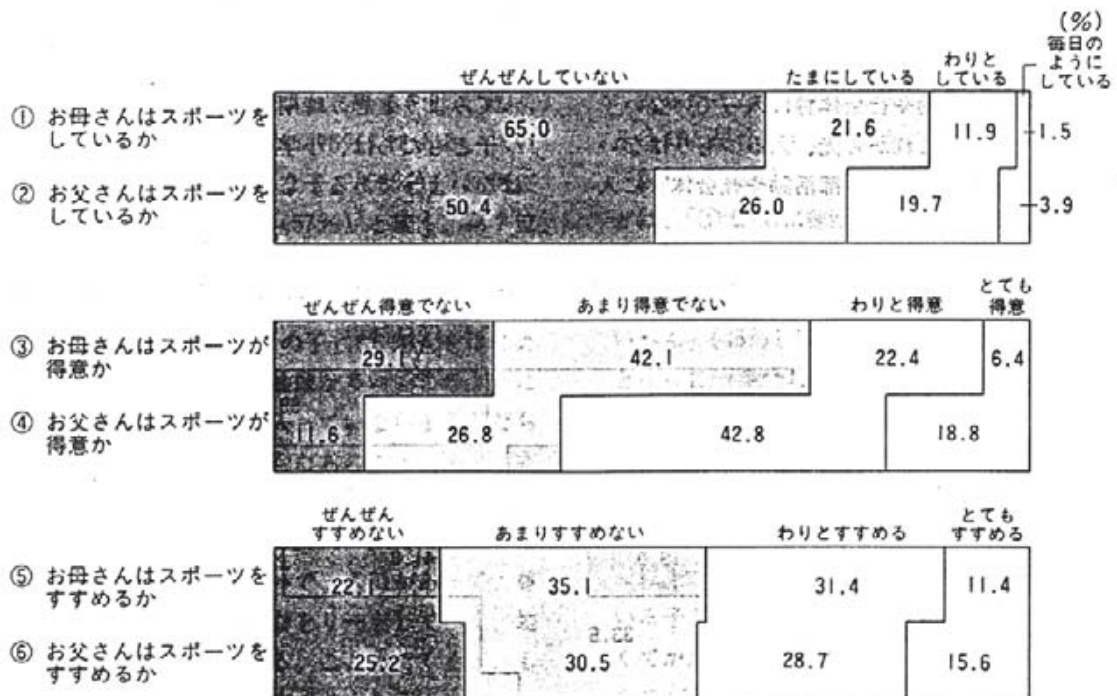 (%)
ぜんぜんしていない
たまにしている
わりと
している
毎日の
ように
している
① お母さんはスポーツを
しているか
65.0
21.6
11.9
1.5
② お父さんはスポーツを
しているか
50.4
26.0
19.7
3.9
ぜんぜん得意でない
あまり得意でない
わりと得意
とても
得意
③ お母さんはスポーツが
得意か
29.1
42.1
22.4
6.4
④ お父さんはスポーツが
得意か
11.6
26.8
42.8
18.8
ぜんぜん
すすめない
あまりすすめない
わりとすすめる
とても
すすめる
⑤ お母さんはスポーツを
すすめるか
22.1
35.1
31.4
11.4
⑥ お父さんはスポーツを
すすめるか
25.2
30.5
28.7
15.6